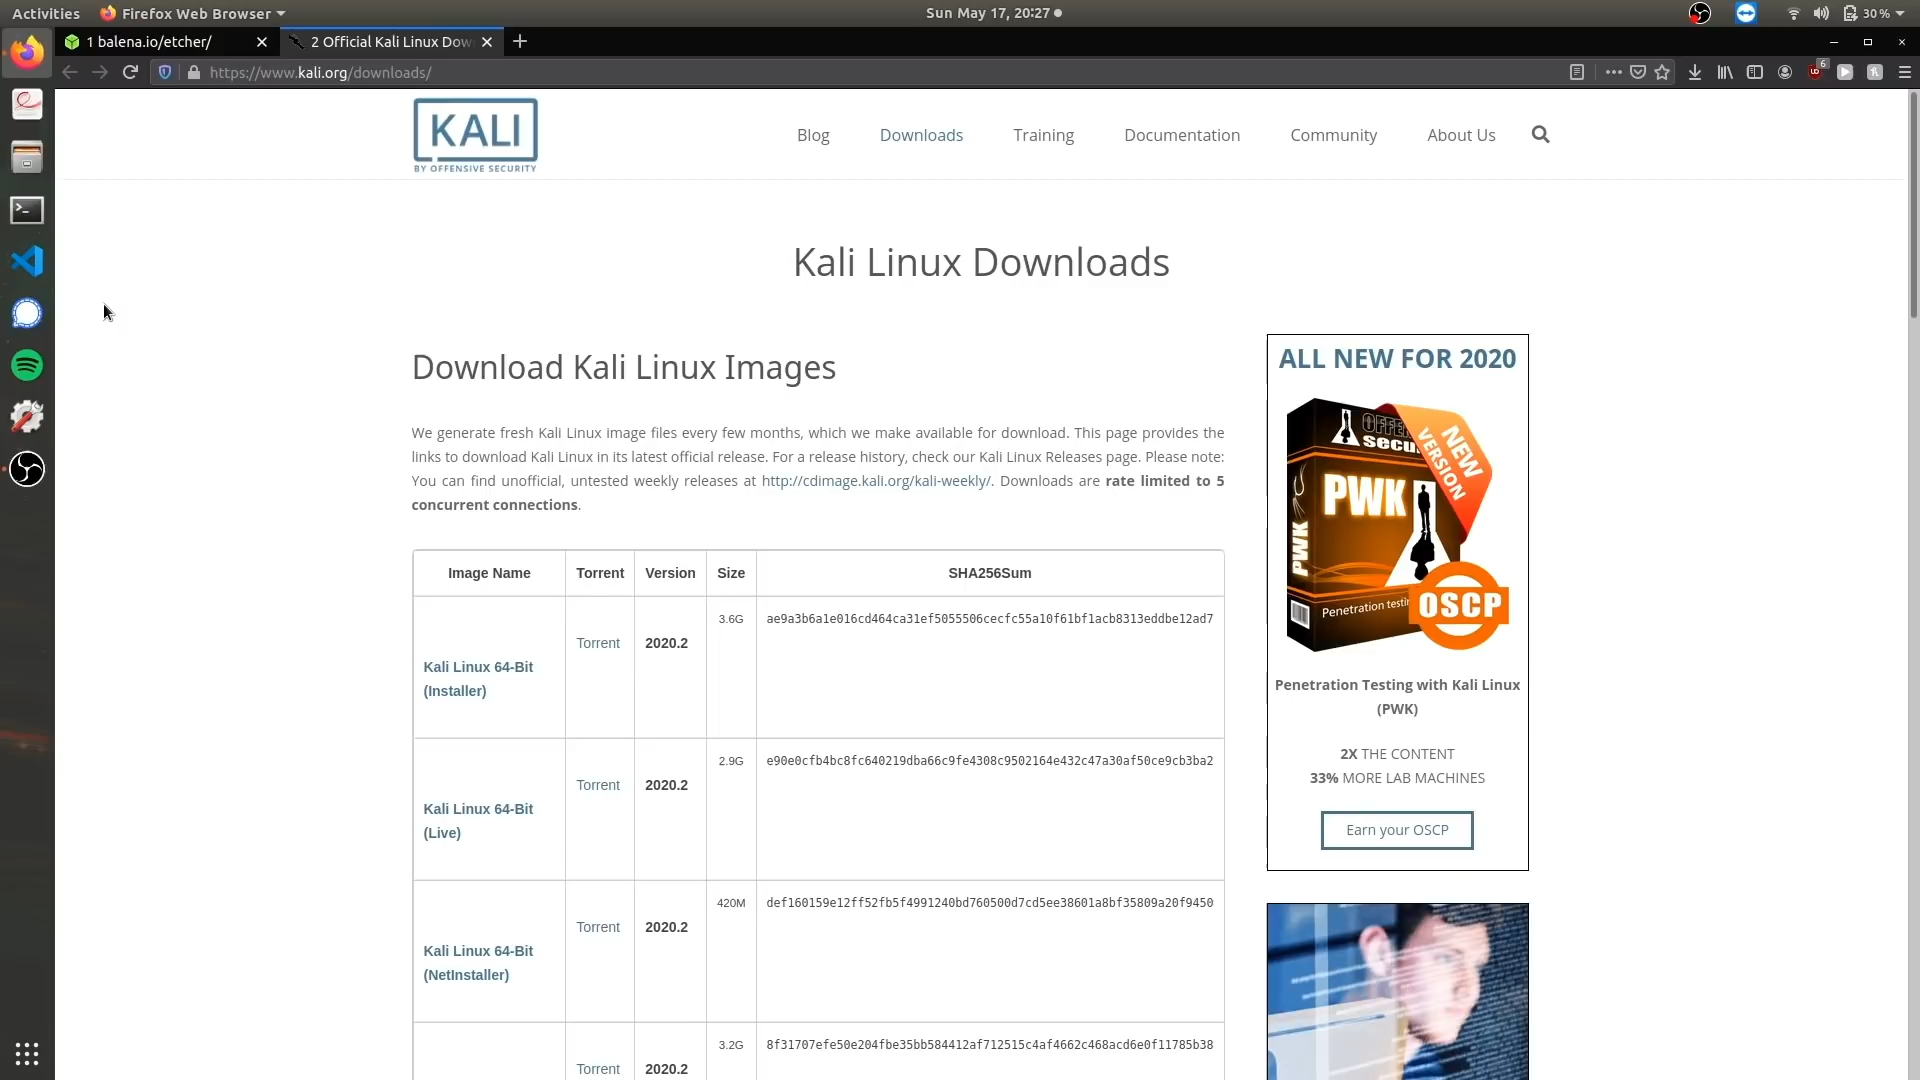 Activities
Firefox Web Browser
Sun May 17, 20:27
30 %
1 balena.io/etcher/
2 Official Kali Linux Dow
https://www.kali.org/downloads/
6
KALI
BY OFFENSIVE SECURITY
Blog
Downloads
Training
Documentation
Community
About Us
Kali Linux Downloads
Download Kali Linux Images
We generate fresh Kali Linux image files every few months, which we make available for download. This page provides the
links to download Kali Linux in its latest official release. For a release history, check our Kali Linux Releases page. Please note:
You can find unofficial, untested weekly releases at http://cdimage.kali.org/kali-weekly/. Downloads are rate limited to 5
concurrent connections.
Image Name Torrent Version Size SHA256Sum
Kali Linux 64-Bit
(Installer)
Torrent
2020.2
3.6G
ae9a3b6a1e016cd464ca31ef5055506cecfc55a10f61bf1acb8313eddbe12ad7
Kali Linux 64-Bit
(Live)
Torrent
2020.2
2.9G
e90e0cfb4bc8fc640219dba66c9fe4308c9502164e432c47a30af50ce9cb3ba2
Kali Linux 64-Bit
(NetInstaller)
Torrent
2020.2
420M
def160159e12ff52fb5f4991240bd760500d7cd5ee38601a8bf35809a20f9450
Torrent
2020.2
3.2G
8f31707efe50e204fbe35bb584412af712515c4af4662c468acd6e0f11785b38
ALL NEW FOR 2020
NEW
VERSION
PWK
PWK
Penetration testi
OSCP
Penetration Testing with Kali Linux
(PWK)
2X THE CONTENT
33% MORE LAB MACHINES
Earn your OSCP